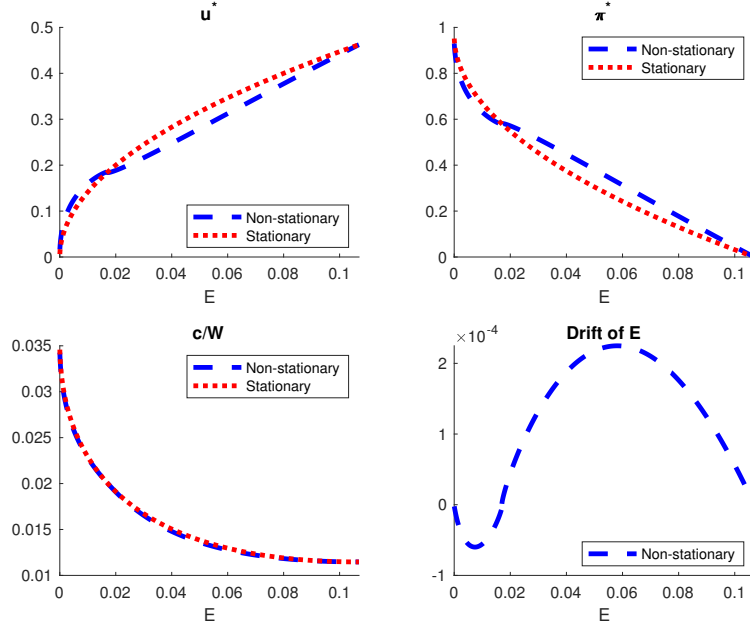 u*
0.5
0.4
0.3
0.2
0.1
0
Non-stationary
Stationary
0 0.02 0.04 0.06 0.08 0.1
E
π*
1
0.8
0.6
0.4
0.2
0
Non-stationary
Stationary
0 0.02 0.04 0.06 0.08 0.1
E
c/W
0.035
0.03
0.025
0.02
0.015
0.01
Non-stationary
Stationary
0 0.02 0.04 0.06 0.08 0.1
E
×10⁻⁴
Drift of E
2
1
0
-1
Non-stationary
0 0.02 0.04 0.06 0.08 0.1
E